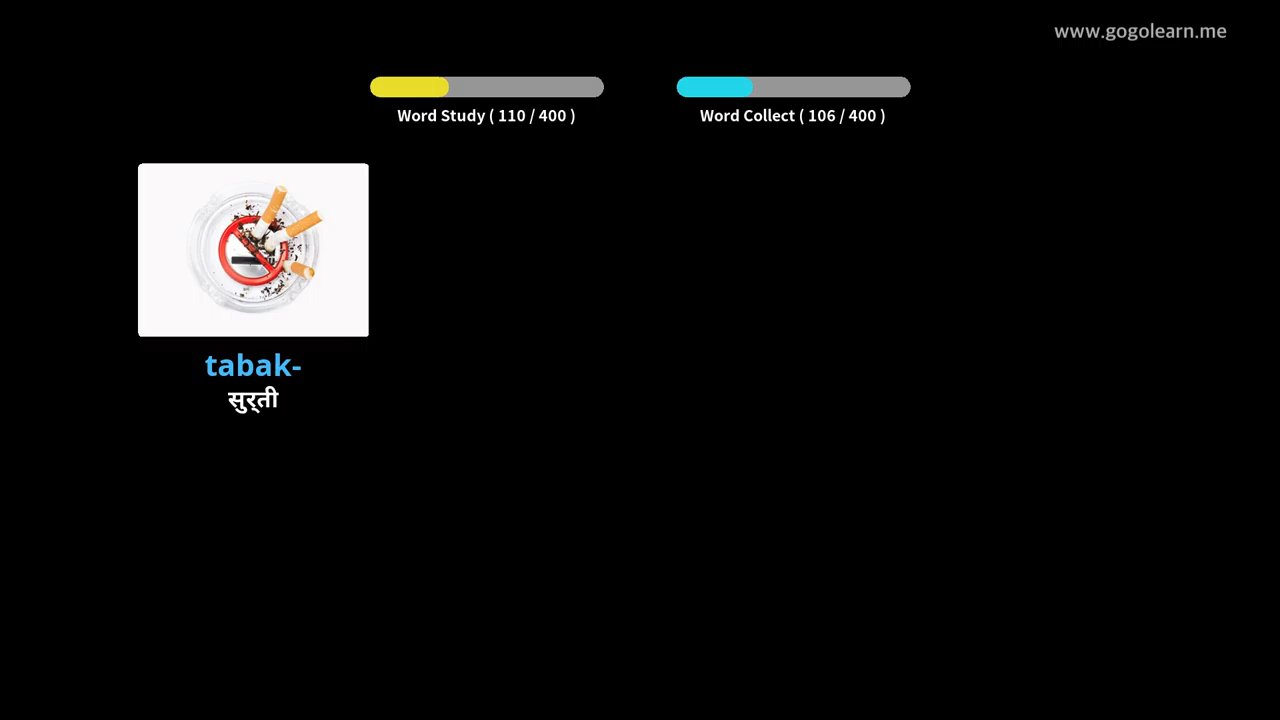 www.gogolearn.me
Word Study ( 110 / 400 )
Word Collect ( 106 / 400 )
tabak-
सुर्ती